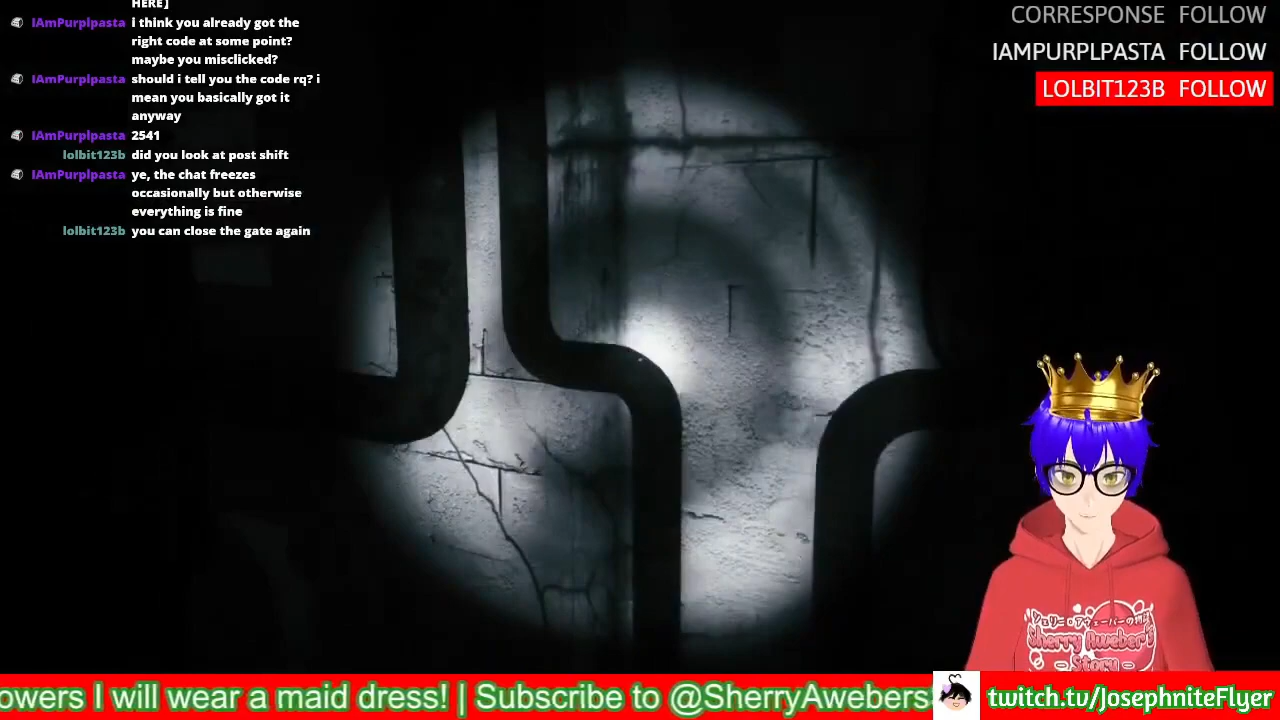 HERE]
IAmPurplpasta i think you already got the
right code at some point?
maybe you misclicked?
IAmPurplpasta should i tell you the code rq? i
mean you basically got it
anyway
IAmPurplpasta 2541
lolbit123b did you look at post shift
IAmPurplpasta ye, the chat freezes
occasionally but otherwise
everything is fine
lolbit123b you can close the gate again
CORRESPONSE FOLLOW
IAMPURPLPASTA FOLLOW
LOLBIT123B FOLLOW
Sherry Aweber's
- Story -
owers I will wear a maid dress! | Subscribe to @SherryAwebers
twitch.tv/JosephniteFlyer